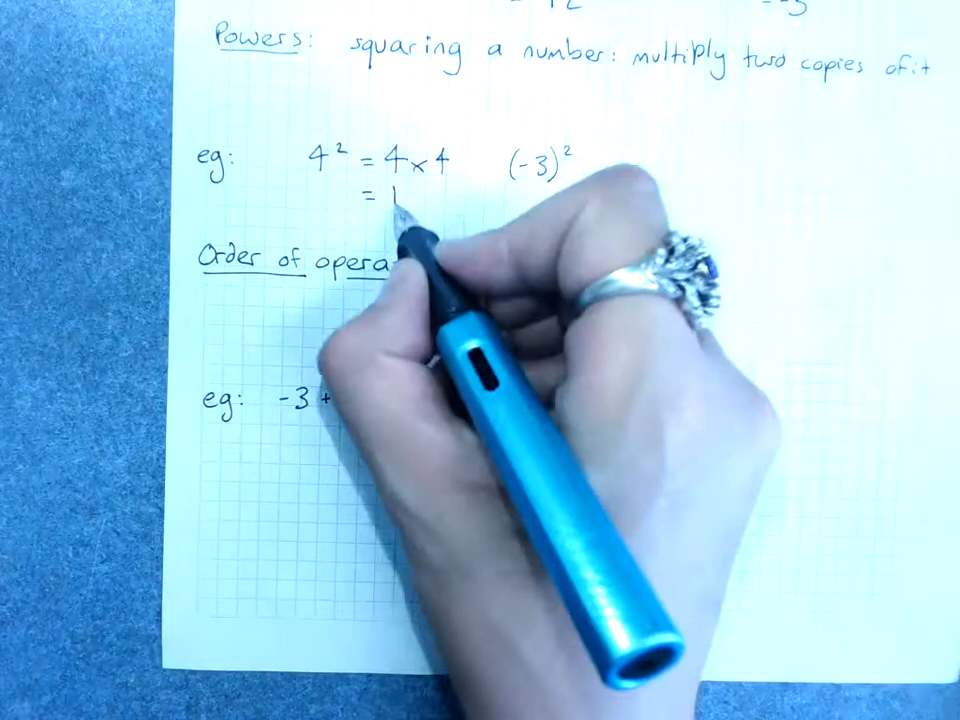 Powers: squaring a number: multiply two copies of it
eg: 4² = 4 x 4 (-3)²
= 1
Order of opera
eg: -3 +